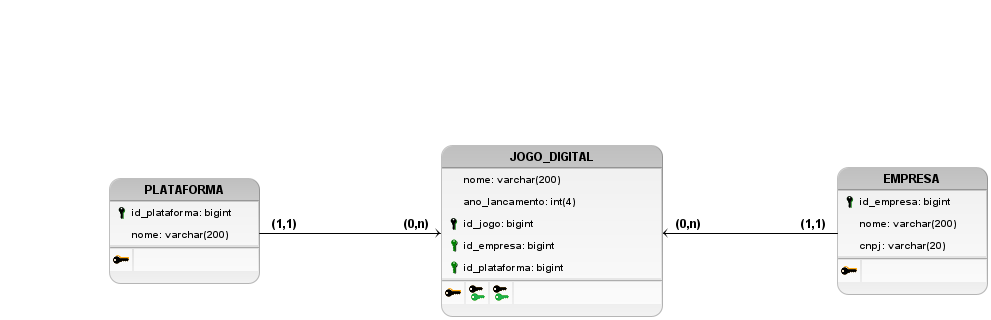 PLATAFORMA
id_plataforma: bigint
nome: varchar(200)
(1,1)
(0,n)
JOGO_DIGITAL
nome: varchar(200)
ano_lancamento: int(4)
id_jogo: bigint
id_empresa: bigint
id_plataforma: bigint
(0,n)
(1,1)
EMPRESA
id_empresa: bigint
nome: varchar(200)
cnpj: varchar(20)